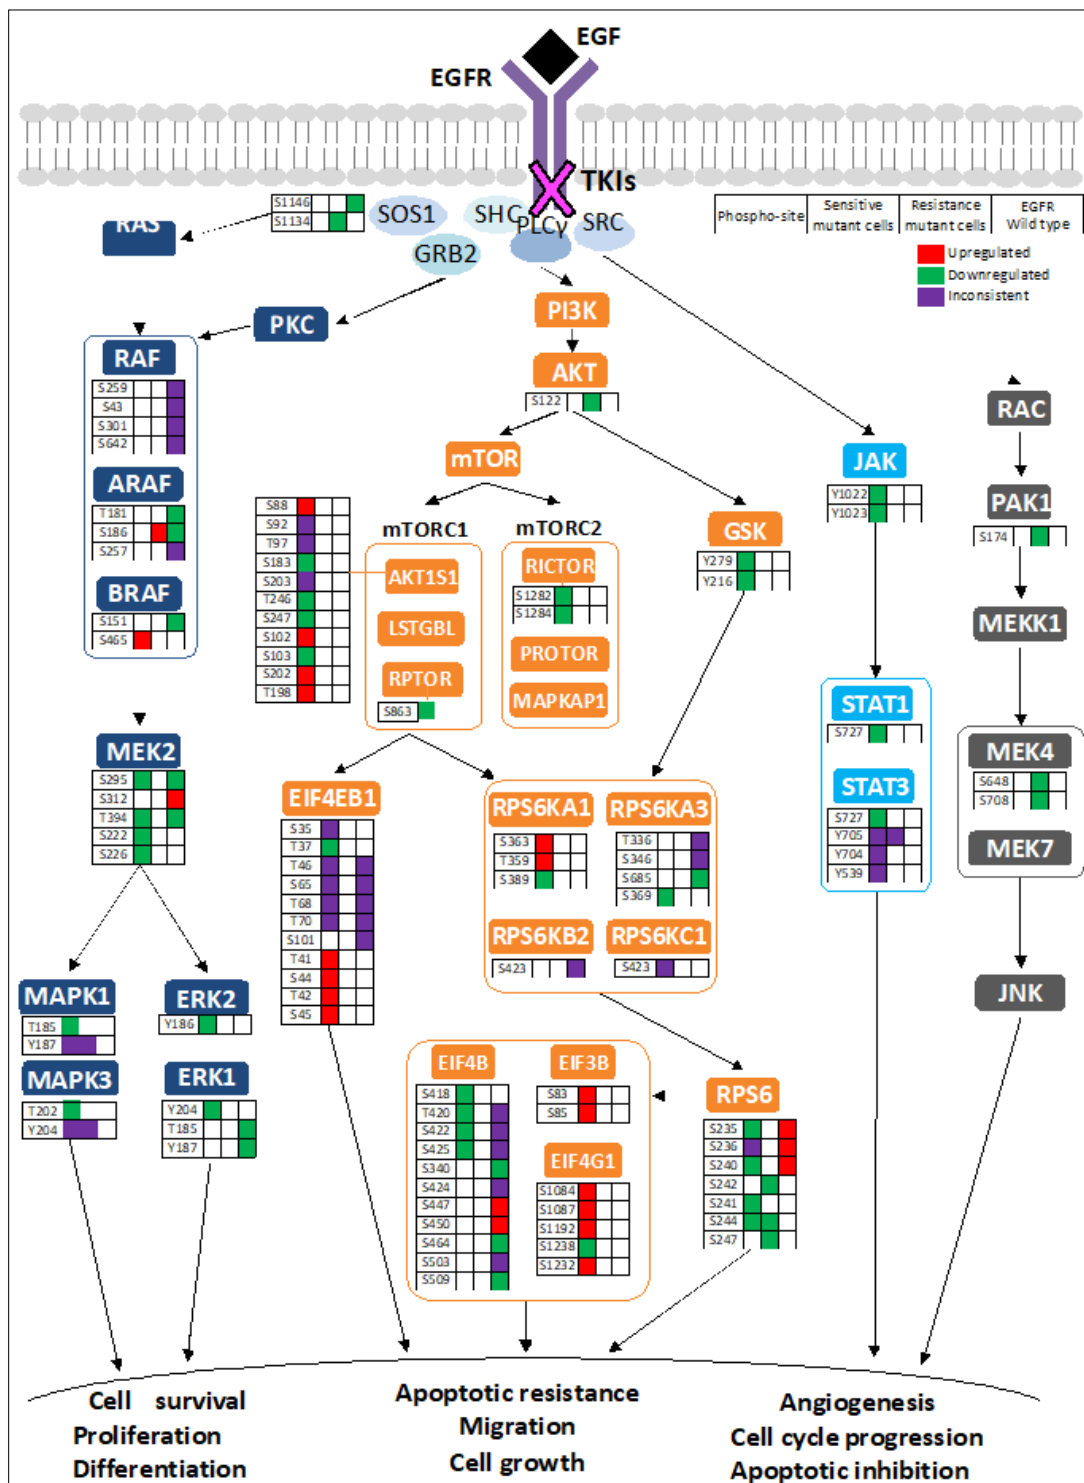 EGF
EGFR
TKIs
S1146
S1134
SOS1
SHC
PLCγ
SRC
GRB2
RAS
Phospho-site
Sensitive mutant cells
Resistance mutant cells
EGFR Wild type
Upregulated
Downregulated
Inconsistent
PKC
PI3K
RAF
S259
S43
S301
S642
ARAF
T181
S186
S257
BRAF
S151
S465
AKT
S122
mTOR
mTORC1
mTORC2
S88
S92
T97
S183
S203
T246
S247
S102
S103
S202
T198
AKT1S1
LSTGBL
RPTOR
S863
RICTOR
S1282
S1284
PROTOR
MAPKAP1
GSK
Y279
Y216
JAK
Y1022
Y1023
RAC
PAK1
S174
MEKK1
STAT1
S727
STAT3
S727
Y705
Y704
Y539
MEK4
S648
S708
MEK7
JNK
MEK2
S295
S312
T394
S222
S226
EIF4EB1
S35
T37
T46
S65
T68
T70
S101
T41
S44
T42
S45
RPS6KA1
S363
T359
S389
RPS6KA3
T336
S346
S685
S369
RPS6KB2
S423
RPS6KC1
S423
MAPK1
T185
Y187
MAPK3
T202
Y204
ERK2
Y186
ERK1
Y204
T185
Y187
EIF4B
S418
T420
S422
S425
S340
S424
S447
S450
S464
S503
S509
EIF3B
S83
S85
EIF4G1
S1084
S1087
S1192
S1238
S1232
RPS6
S235
S236
S240
S242
S241
S244
S247
Cell survival
Proliferation
Differentiation
Apoptotic resistance
Migration
Cell growth
Angiogenesis
Cell cycle progression
Apoptotic inhibition